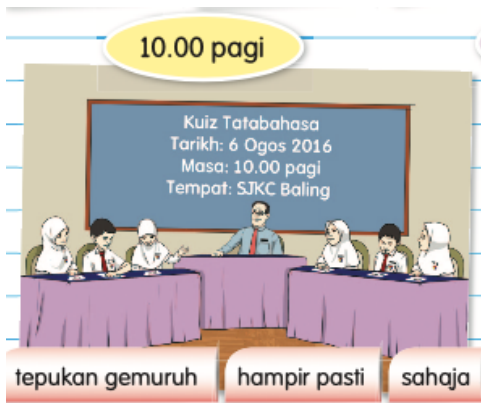 10.00 pagi
Kuiz Tatabahasa
Tarikh: 6 Ogos 2016
Masa: 10.00 pagi
Tempat: SJKC Baling
tepukan gemuruh hampir pasti sahaja